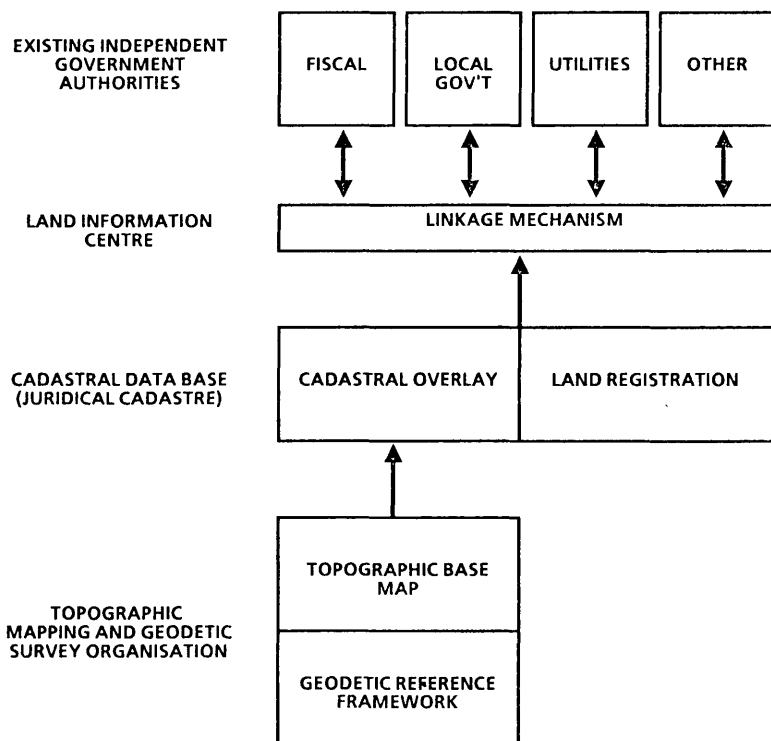 EXISTING INDEPENDENT
GOVERNMENT
AUTHORITIES
FISCAL
LOCAL
GOV'T
UTILITIES
OTHER
LAND INFORMATION
CENTRE
LINKAGE MECHANISM
CADASTRAL DATA BASE
(JURIDICAL CADASTRE)
CADASTRAL OVERLAY
LAND REGISTRATION
TOPOGRAPHIC
MAPPING AND GEODETIC
SURVEY ORGANISATION
TOPOGRAPHIC BASE
MAP
GEODETIC REFERENCE
FRAMEWORK